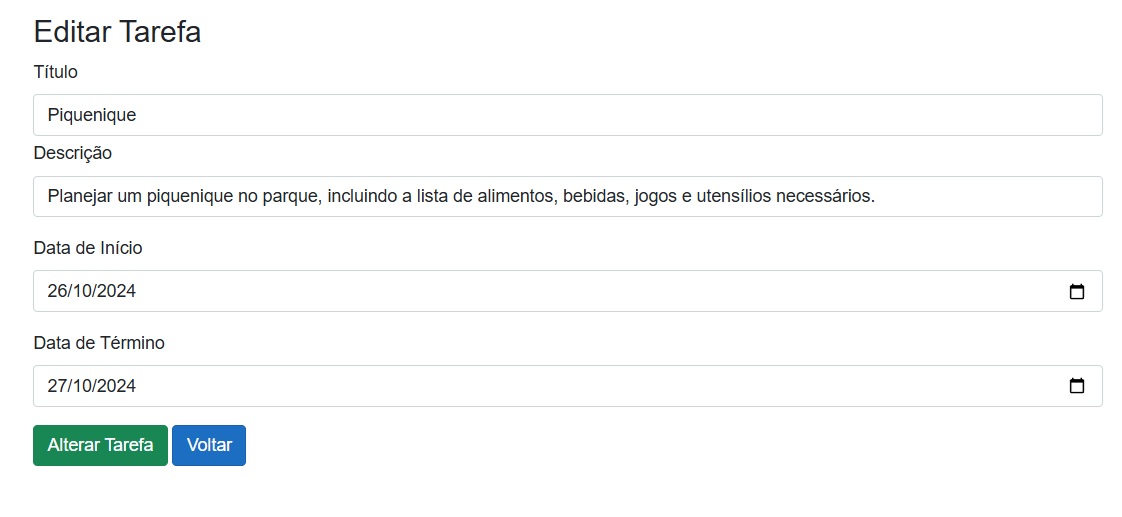 Editar Tarefa
Título
Piquenique
Descrição
Planejar um piquenique no parque, incluindo a lista de alimentos, bebidas, jogos e utensílios necessários.
Data de Início
26/10/2024
Data de Término
27/10/2024
Alterar Tarefa Voltar